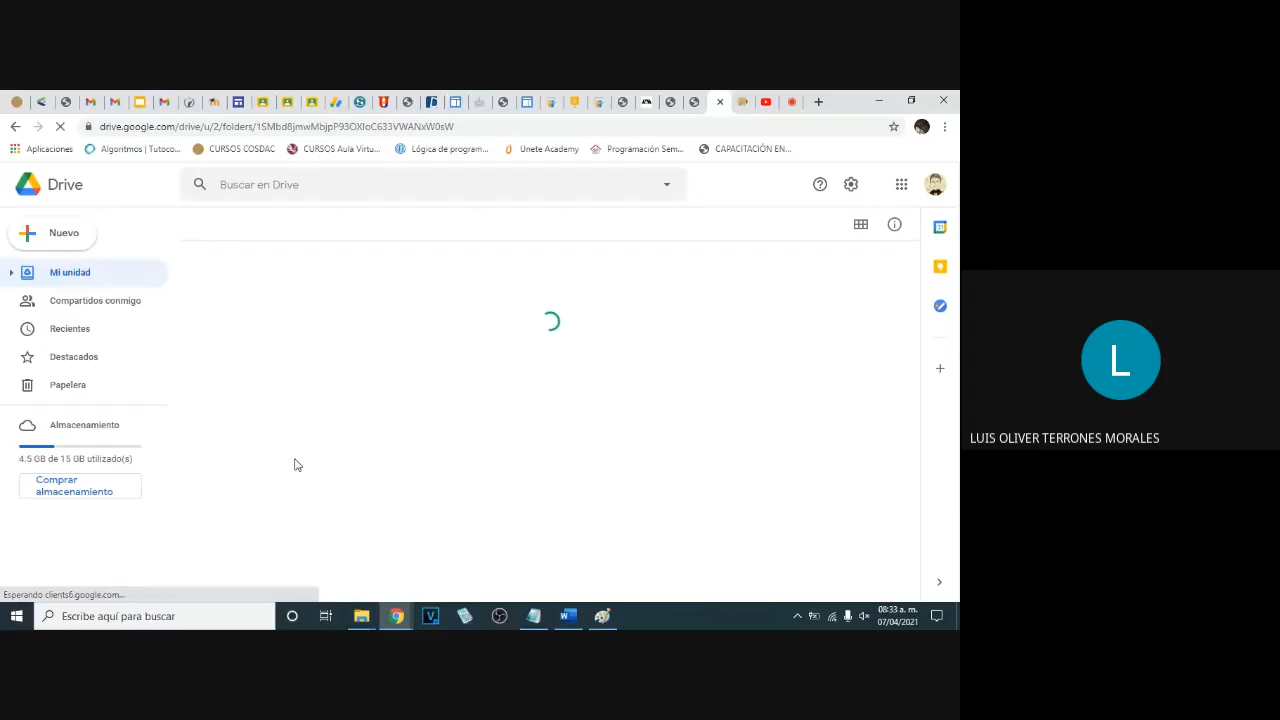 drive.google.com/drive/u/2/folders/1SMbd8jmwMbjpP93OXIoC633VWANxW0sW
Aplicaciones
Algoritmos | Tutoco...
CURSOS COSDAC
CURSOS Aula Virtu...
Lógica de program...
Unete Academy
Programación Sem...
CAPACITACIÓN EN...
Drive
Buscar en Drive
Nuevo
Mi unidad
Compartidos conmigo
Recientes
Destacados
Papelera
Almacenamiento
4.5 GB de 15 GB utilizado(s)
Comprar
almacenamiento
L
LUIS OLIVER TERRONES MORALES
Esperando clients6.google.com...
Escribe aquí para buscar
08:33 a. m.
07/04/2021